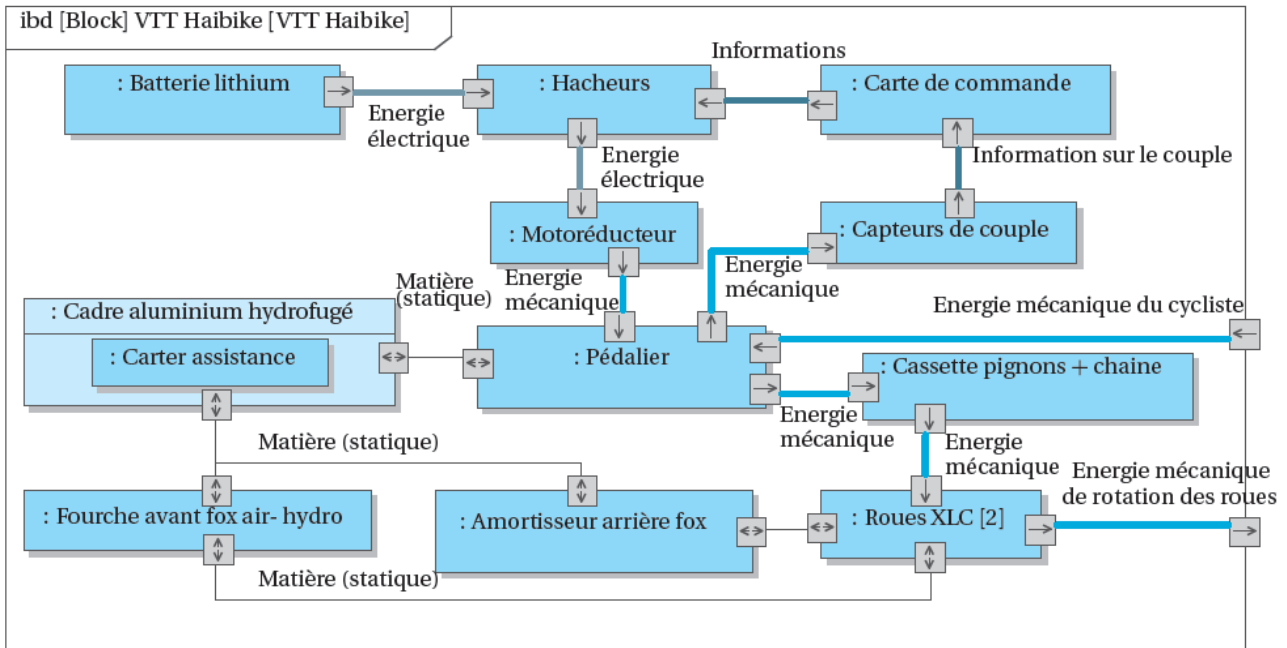 ibd [Block] VTT Haibike [VTT Haibike]
Informations
: Batterie lithium
: Hacheurs
: Carte de commande
Energie
électrique
Energie
électrique
Information sur le couple
: Motoréducteur
: Capteurs de couple
Matière
(statique)
Energie
mécanique
Energie
mécanique
Energie mécanique du cycliste
: Cadre aluminium hydrofugé
: Carter assistance
: Pédalier
: Cassette pignons + chaine
Energie
mécanique
Matière (statique)
Energie
mécanique
Energie mécanique
de rotation des roues
: Fourche avant fox air- hydro
: Amortisseur arrière fox
: Roues XLC [2]
Matière (statique)